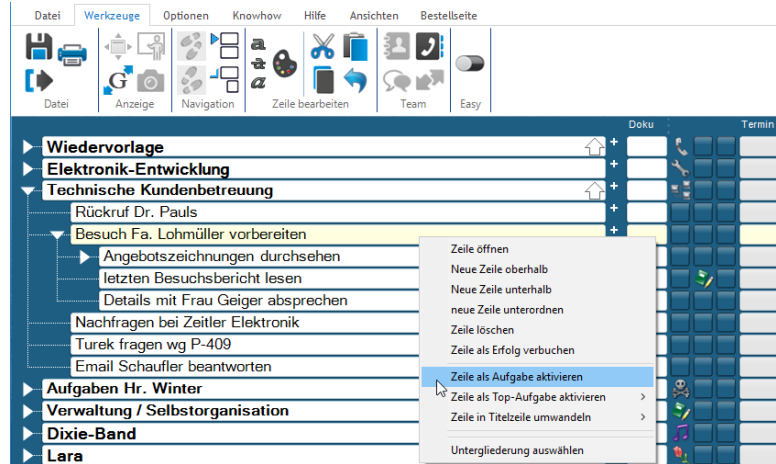 Datei Werkzeuge Optionen Knowhow Hilfe Ansichten Bestellseite
a
a
a
G
Datei Anzeige Navigation Zeile bearbeiten Team Easy
Doku Termin
Wiedervorlage +
Elektronik-Entwicklung +
Technische Kundenbetreuung +
Rückruf Dr. Pauls +
Besuch Fa. Lohmüller vorbereiten +
Angebotszeichnungen durchsehen
letzten Besuchsbericht lesen
Details mit Frau Geiger absprechen
Nachfragen bei Zeitler Elektronik
Turek fragen wg P-409
Email Schaufler beantworten
Aufgaben Hr. Winter
Verwaltung / Selbstorganisation
Dixie-Band
Lara
Zeile öffnen
Neue Zeile oberhalb
Neue Zeile unterhalb
neue Zeile unterordnen
Zeile löschen
Zeile als Erfolg verbuchen
Zeile als Aufgabe aktivieren
Zeile als Top-Aufgabe aktivieren
Zeile in Titelzeile umwandeln
Untergliederung auswählen